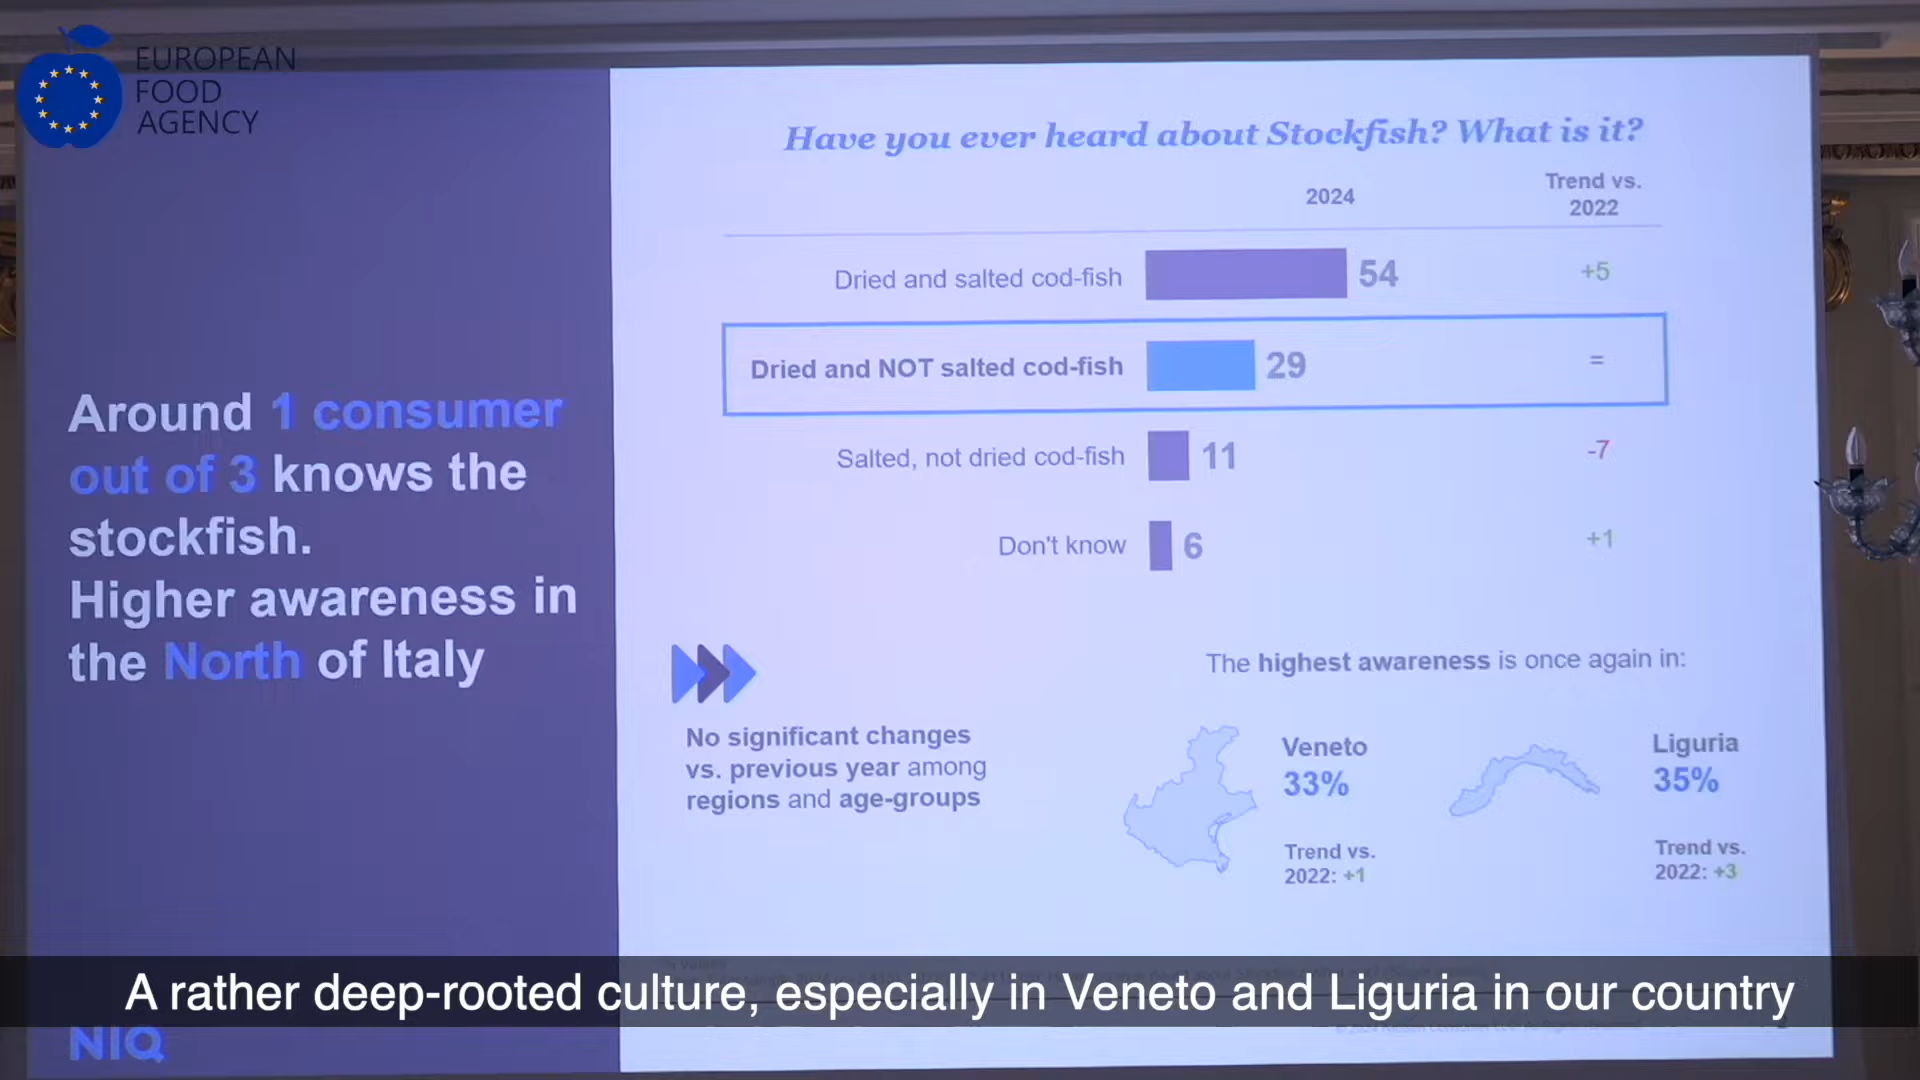 EUROPEAN
FOOD
AGENCY
Around 1 consumer
out of 3 knows the
stockfish.
Higher awareness in
the North of Italy
Have you ever heard about Stockfish? What is it?
2024
Trend vs.
2022
Dried and salted cod-fish 54 +5
Dried and NOT salted cod-fish 29 =
Salted, not dried cod-fish 11 -7
Don't know 6 +1
No significant changes
vs. previous year among
regions and age-groups
The highest awareness is once again in:
Veneto
33%
Trend vs.
2022: +1
Liguria
35%
Trend vs.
2022: +3
A rather deep-rooted culture, especially in Veneto and Liguria in our country
NIQ